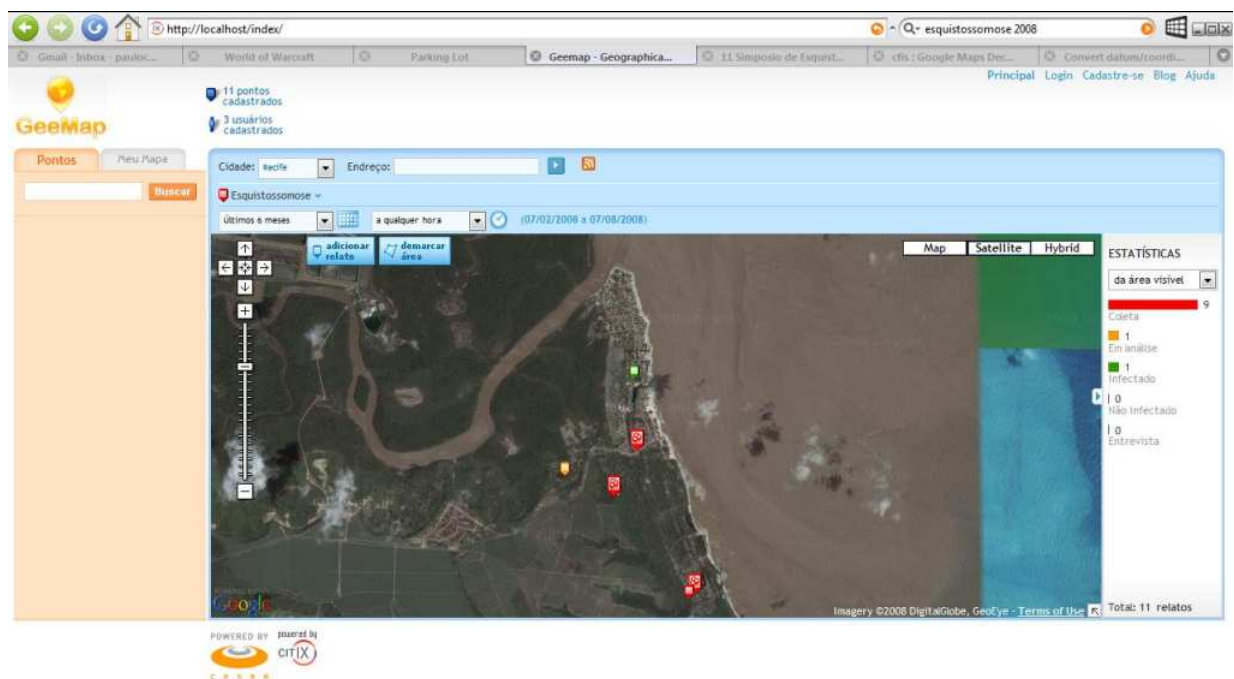 http://localhost/index/
esquistossomose 2008
Gmail - Inbox - pauloc...
World of Warcraft
Parking Lot
Geemap - Geographica...
11 Simposio de Esquist...
cfis : Google Maps Dec...
Convert datum/coordi...
Principal Login Cadastre-se Blog Ajuda
GeeMap
11 pontos
cadastrados
3 usuários
cadastrados
Pontos
Meu Mapa
Buscar
Cidade: Recife
Endereço:
Esquistossomose
Últimos 6 meses
a qualquer hora
(07/02/2008 a 07/08/2008)
adicionar
relato
demarcar
área
Map
Satellite
Hybrid
ESTATÍSTICAS
da área visível
9
Coleta
1
Em análise
1
Infectado
0
Não Infectado
0
Entrevista
Total: 11 relatos
POWERED BY
Google
Imagery ©2008 DigitalGlobe, GeoEye - Terms of Use
POWERED BY
powered by
CITIX